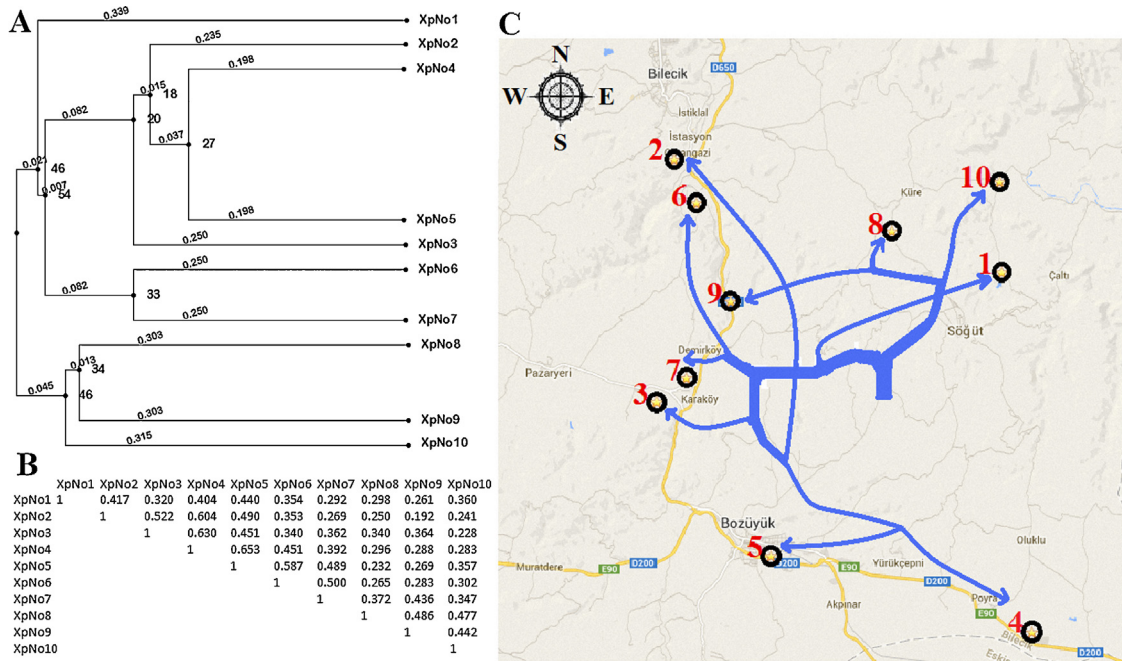 A
0.339
XpNo1
0.235
XpNo2
0.198
XpNo4
0.015
18
0.082
20
0.037
27
0.021
46
0.007
54
0.198
XpNo5
0.250
XpNo3
0.250
XpNo6
0.082
33
0.250
XpNo7
0.303
XpNo8
0.013
34
0.045
46
0.303
XpNo9
0.315
XpNo10
B
XpNo1 XpNo2 XpNo3 XpNo4 XpNo5 XpNo6 XpNo7 XpNo8 XpNo9 XpNo10
XpNo1 1 0.417 0.320 0.404 0.440 0.354 0.292 0.298 0.261 0.360
XpNo2 1 0.522 0.604 0.490 0.353 0.269 0.250 0.192 0.241
XpNo3 1 0.630 0.451 0.340 0.362 0.340 0.364 0.228
XpNo4 1 0.653 0.451 0.392 0.296 0.288 0.283
XpNo5 1 0.587 0.489 0.232 0.269 0.357
XpNo6 1 0.500 0.265 0.283 0.302
XpNo7 1 0.372 0.436 0.347
XpNo8 1 0.486 0.477
XpNo9 1 0.442
XpNo10 1
C
N
W E
S
D650
Bilecik
İstiklal
İstasyon
2
6
Küre
10
8
1
Çaltı
9
Söğüt
Demirköy
Pazaryeri
7
3
Karaköy
Bozüyük
5
D200
Muratdere
E90
D200
Yürükçepni
E90
D200
Oluklu
Akpınar
Poyra
E90
4
Bilecik
D200